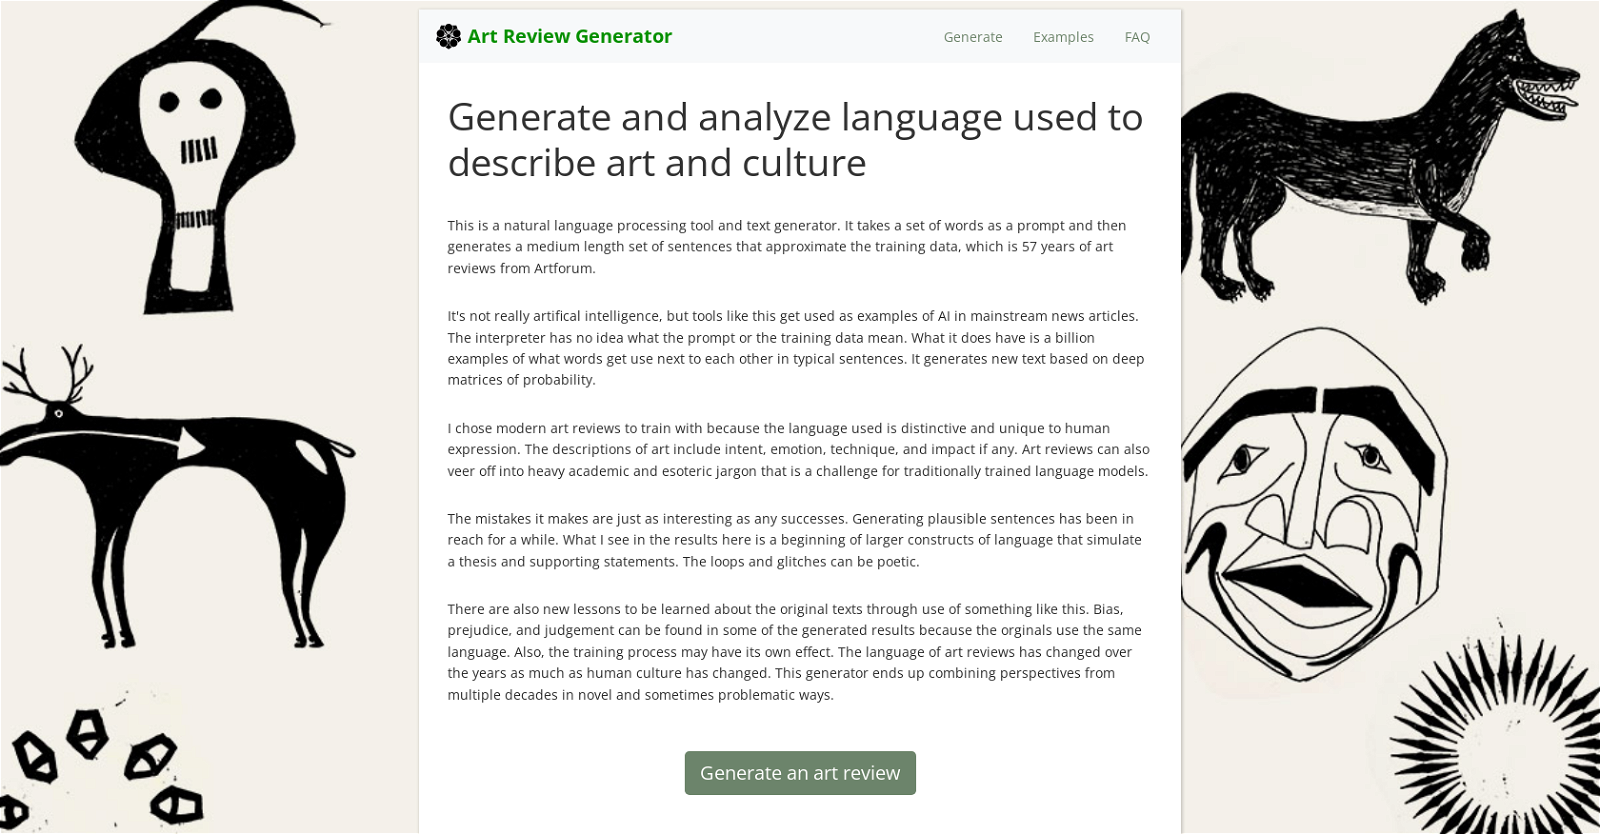 Art Review Generator
Generate
Examples
FAQ
Generate and analyze language used to
describe art and culture
This is a natural language processing tool and text generator. It takes a set of words as a prompt and then
generates a medium length set of sentences that approximate the training data, which is 57 years of art
reviews from Artforum.
It's not really artifical intelligence, but tools like this get used as examples of AI in mainstream news articles.
The interpreter has no idea what the prompt or the training data mean. What it does have is a billion
examples of what words get use next to each other in typical sentences. It generates new text based on deep
matrices of probability.
I chose modern art reviews to train with because the language used is distinctive and unique to human
expression. The descriptions of art include intent, emotion, technique, and impact if any. Art reviews can also
veer off into heavy academic and esoteric jargon that is a challenge for traditionally trained language models.
The mistakes it makes are just as interesting as any successes. Generating plausible sentences has been in
reach for a while. What I see in the results here is a beginning of larger constructs of language that simulate
a thesis and supporting statements. The loops and glitches can be poetic.
There are also new lessons to be learned about the original texts through use of something like this. Bias,
prejudice, and judgement can be found in some of the generated results because the orginals use the same
language. Also, the training process may have its own effect. The language of art reviews has changed over
the years as much as human culture has changed. This generator ends up combining perspectives from
multiple decades in novel and sometimes problematic ways.
Generate an art review